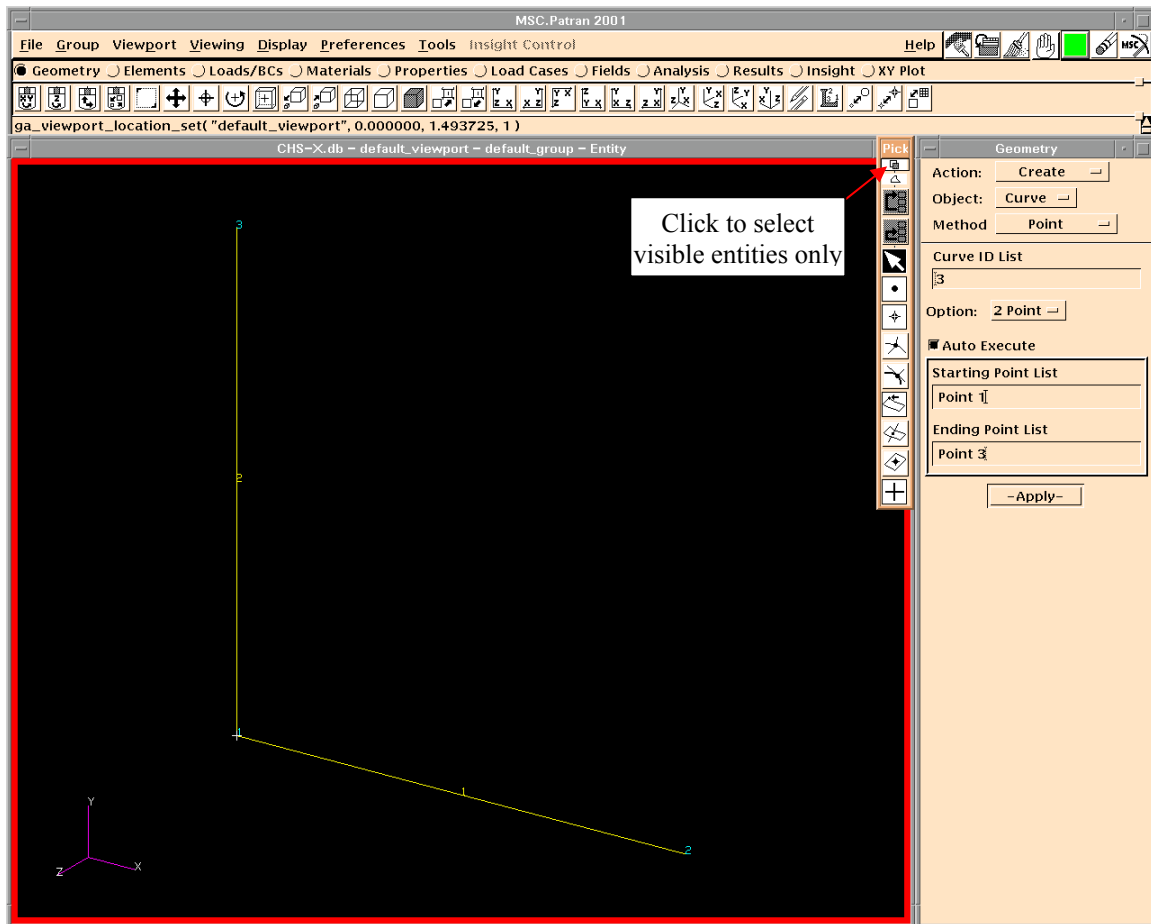 MSC.Patran 2001
File Group Viewport Viewing Display Preferences Tools Insight Control Help
MSC
Geometry Elements Loads/BCs Materials Properties Load Cases Fields Analysis Results Insight XY Plot
ga_viewport_location_set( "default_viewport", 0.000000, 1.493725, 1 )
CHS-X.db - default_viewport - default_group - Entity
Pick
Geometry
Action: Create
Object: Curve
Method Point
Curve ID List
3
Option: 2 Point
Auto Execute
Starting Point List
Point 1
Ending Point List
Point 3
-Apply-
Click to select
visible entities only
3
2
1
1
2
Y
Z
X